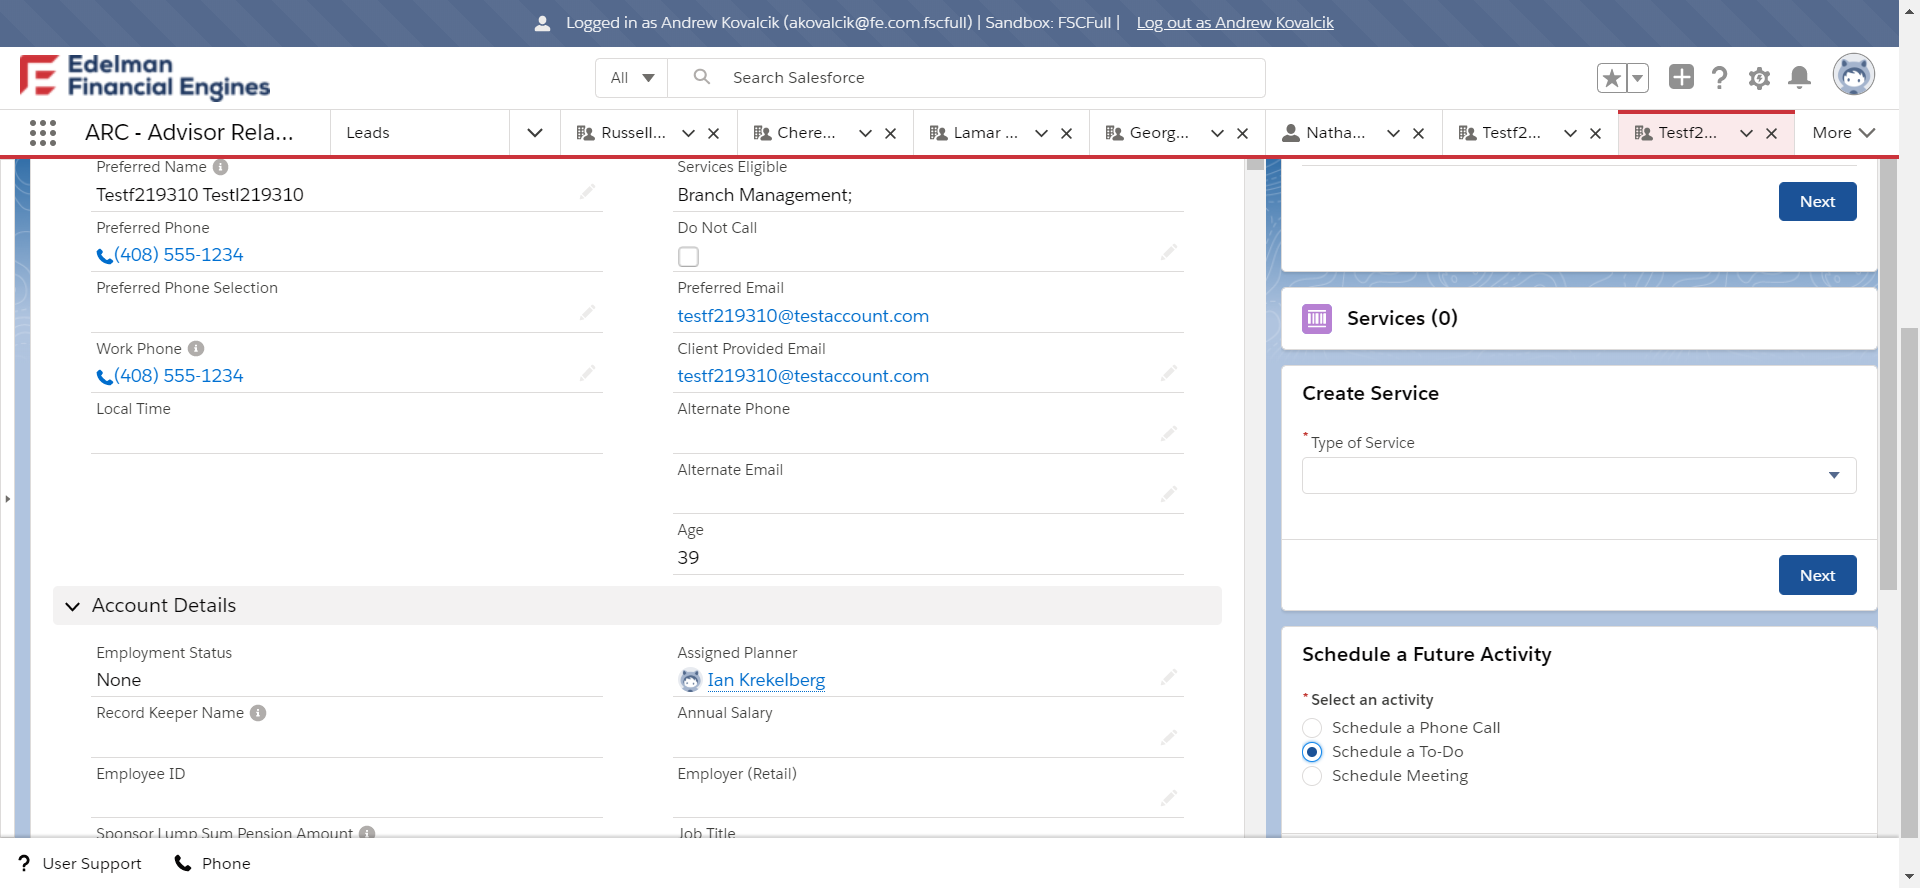 Logged in as Andrew Kovalcik (akovalcik@fe.com.fscfull) | Sandbox: FSCFull | Log out as Andrew Kovalcik
Edelman
Financial Engines
All
Search Salesforce
ARC - Advisor Rela...
Leads
Russell...
Chere...
Lamar ...
Georg...
Natha...
Testf2...
Testf2...
More
Preferred Name
Testf219310 Testl219310
Preferred Phone
(408) 555-1234
Preferred Phone Selection
Work Phone
(408) 555-1234
Local Time
Services Eligible
Branch Management;
Do Not Call
Preferred Email
testf219310@testaccount.com
Client Provided Email
testf219310@testaccount.com
Alternate Phone
Alternate Email
Age
39
Account Details
Employment Status
None
Record Keeper Name
Employee ID
Sponsor Lump Sum Pension Amount
Assigned Planner
Ian Krekelberg
Annual Salary
Employer (Retail)
Job Title
Next
Services (0)
Create Service
*Type of Service
Next
Schedule a Future Activity
*Select an activity
Schedule a Phone Call
Schedule a To-Do
Schedule Meeting
? User Support
Phone